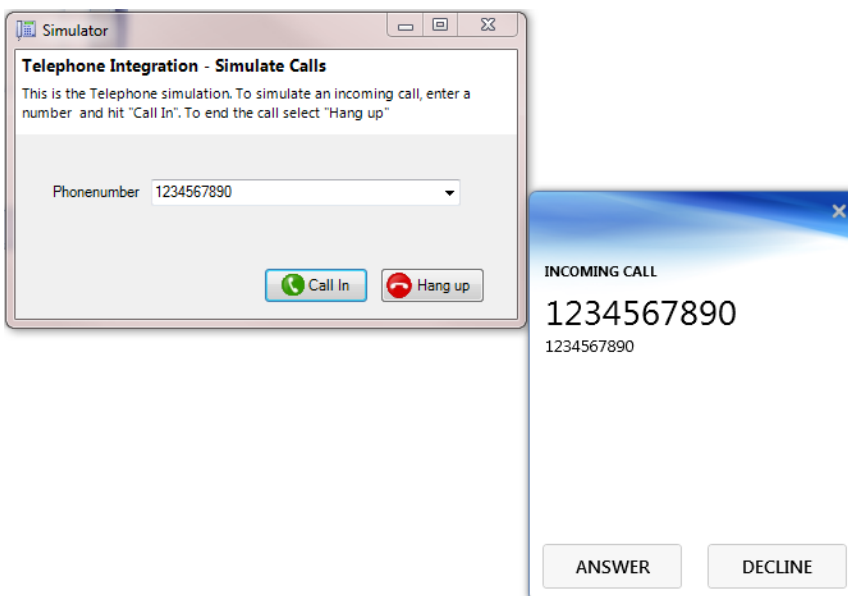 Simulator
Telephone Integration - Simulate Calls
This is the Telephone simulation. To simulate an incoming call, enter a
number and hit "Call In". To end the call select "Hang up"
Phonenumber 1234567890
Call In Hang up
INCOMING CALL
1234567890
1234567890
ANSWER DECLINE